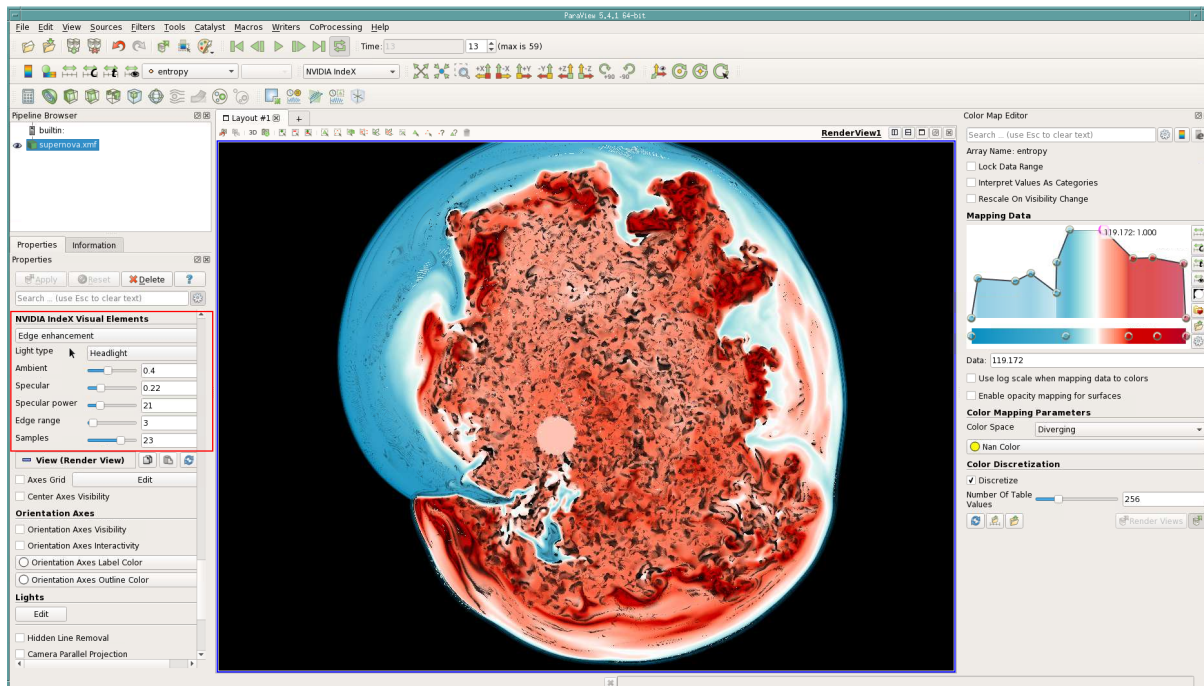 ParaView 5.4.1 64-bit
File Edit View Sources Filters Tools Catalyst Macros Writers CoProcessing Help
Time: 13 13 (max is 59)
entropy NVIDIA IndeX
Pipeline Browser
builtin:
supernova.xmf
Properties Information
Properties
Apply Reset Delete ?
Search ... (use Esc to clear text)
NVIDIA IndeX Visual Elements
Edge enhancement
Light type Headlight
Ambient 0.4
Specular 0.22
Specular power 21
Edge range 3
Samples 23
View (Render View)
Axes Grid Edit
Center Axes Visibility
Orientation Axes
Orientation Axes Visibility
Orientation Axes Interactivity
Orientation Axes Label Color
Orientation Axes Outline Color
Lights
Edit
Hidden Line Removal
Camera Parallel Projection
Layout #1 +
3D
RenderView1
Color Map Editor
Search ... (use Esc to clear text)
Array Name: entropy
Lock Data Range
Interpret Values As Categories
Rescale On Visibility Change
Mapping Data
119.172: 1.000
Data: 119.172
Use log scale when mapping data to colors
Enable opacity mapping for surfaces
Color Mapping Parameters
Color Space Diverging
Nan Color
Color Discretization
Discretize
Number Of Table Values 256
Render Views